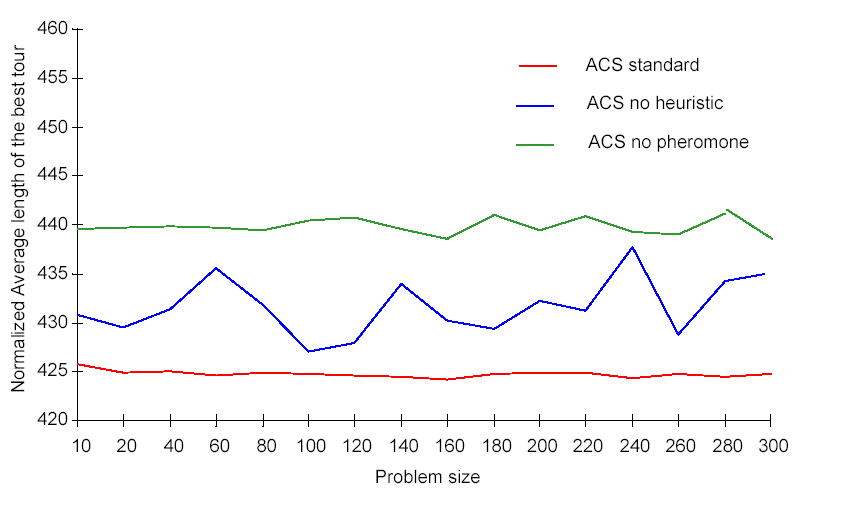 460
455
450
445
440
435
430
425
420
Normalized Average length of the best tour
ACS standard
ACS no heuristic
ACS no pheromone
10 20 40 60 80 100 120 140 160 180 200 220 240 260 280 300
Problem size